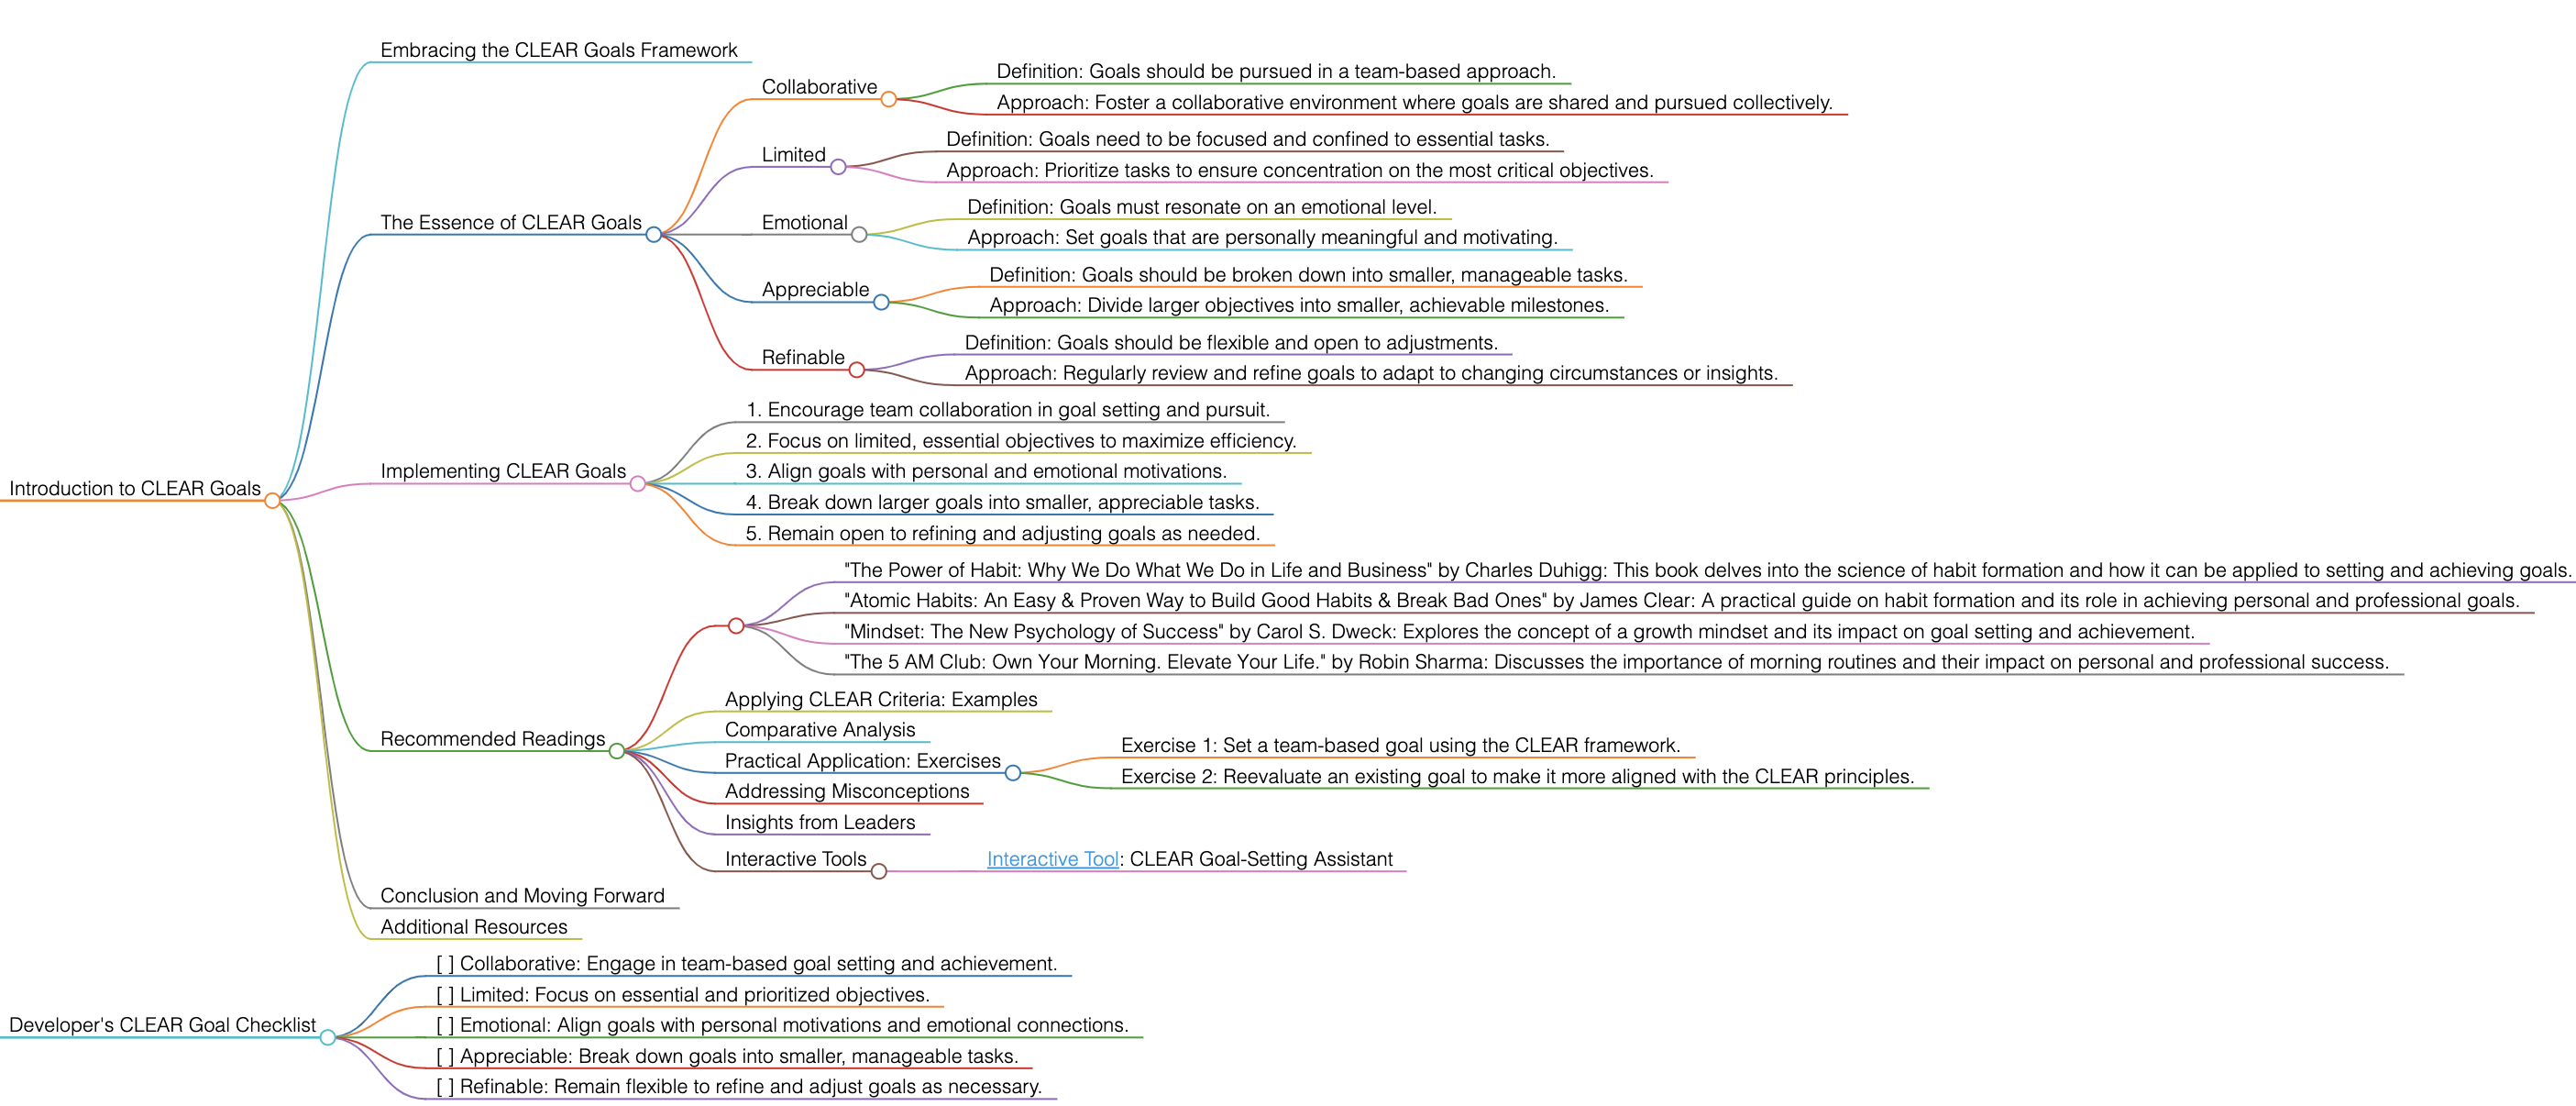 Introduction to CLEAR Goals
Embracing the CLEAR Goals Framework
The Essence of CLEAR Goals
Collaborative
Definition: Goals should be pursued in a team-based approach.
Approach: Foster a collaborative environment where goals are shared and pursued collectively.
Limited
Definition: Goals need to be focused and confined to essential tasks.
Approach: Prioritize tasks to ensure concentration on the most critical objectives.
Emotional
Definition: Goals must resonate on an emotional level.
Approach: Set goals that are personally meaningful and motivating.
Appreciable
Definition: Goals should be broken down into smaller, manageable tasks.
Approach: Divide larger objectives into smaller, achievable milestones.
Refinable
Definition: Goals should be flexible and open to adjustments.
Approach: Regularly review and refine goals to adapt to changing circumstances or insights.
Implementing CLEAR Goals
1. Encourage team collaboration in goal setting and pursuit.
2. Focus on limited, essential objectives to maximize efficiency.
3. Align goals with personal and emotional motivations.
4. Break down larger goals into smaller, appreciable tasks.
5. Remain open to refining and adjusting goals as needed.
Recommended Readings
"The Power of Habit: Why We Do What We Do in Life and Business" by Charles Duhigg: This book delves into the science of habit formation and how it can be applied to setting and achieving goals.
"Atomic Habits: An Easy & Proven Way to Build Good Habits & Break Bad Ones" by James Clear: A practical guide on habit formation and its role in achieving personal and professional goals.
"Mindset: The New Psychology of Success" by Carol S. Dweck: Explores the concept of a growth mindset and its impact on goal setting and achievement.
"The 5 AM Club: Own Your Morning. Elevate Your Life." by Robin Sharma: Discusses the importance of morning routines and their impact on personal and professional success.
Applying CLEAR Criteria: Examples
Comparative Analysis
Practical Application: Exercises
Exercise 1: Set a team-based goal using the CLEAR framework.
Exercise 2: Reevaluate an existing goal to make it more aligned with the CLEAR principles.
Addressing Misconceptions
Insights from Leaders
Interactive Tools
Interactive Tool: CLEAR Goal-Setting Assistant
Conclusion and Moving Forward
Additional Resources
Developer's CLEAR Goal Checklist
[ ] Collaborative: Engage in team-based goal setting and achievement.
[ ] Limited: Focus on essential and prioritized objectives.
[ ] Emotional: Align goals with personal motivations and emotional connections.
[ ] Appreciable: Break down goals into smaller, manageable tasks.
[ ] Refinable: Remain flexible to refine and adjust goals as necessary.